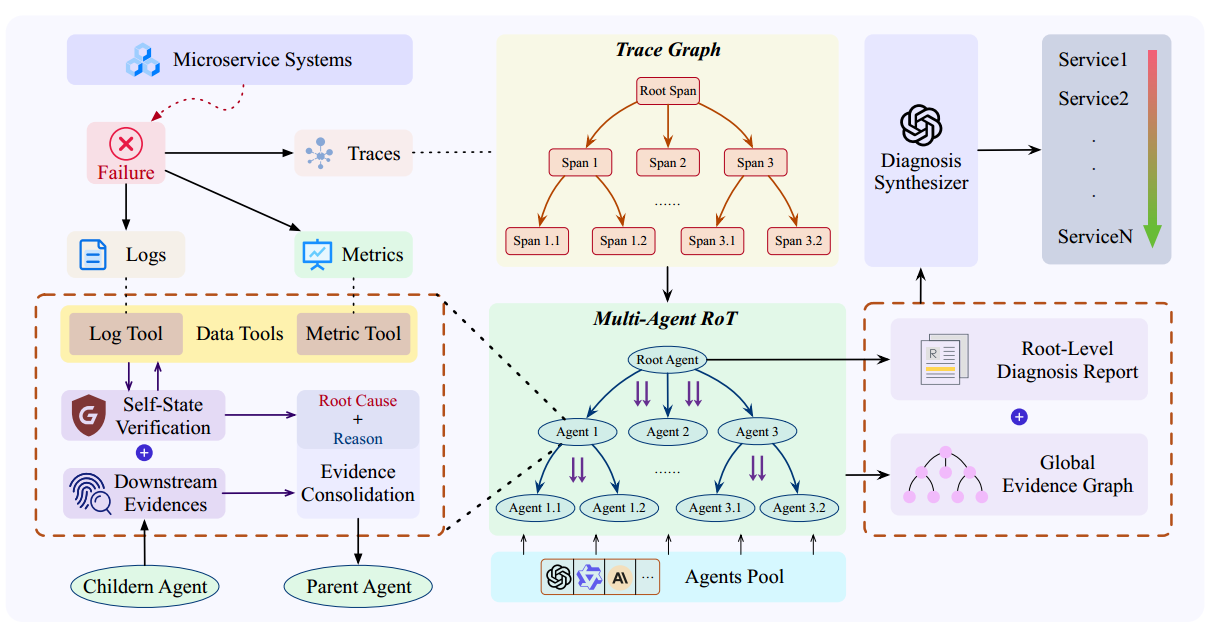 Microservice Systems
Failure
Traces
Logs
Metrics
Log Tool
Data Tools
Metric Tool
Self-State
Verification
Downstream
Evidences
Root Cause
+
Reason
Evidence
Consolidation
Childern Agent
Parent Agent
Trace Graph
Root Span
Span 1
Span 2
Span 3
......
Span 1.1
Span 1.2
Span 3.1
Span 3.2
Multi-Agent RoT
Root Agent
Agent 1
Agent 2
Agent 3
......
Agent 1.1
Agent 1.2
Agent 3.1
Agent 3.2
...
Agents Pool
Diagnosis
Synthesizer
Service1
Service2
.
.
.
ServiceN
R
Root-Level
Diagnosis Report
+
Global
Evidence Graph